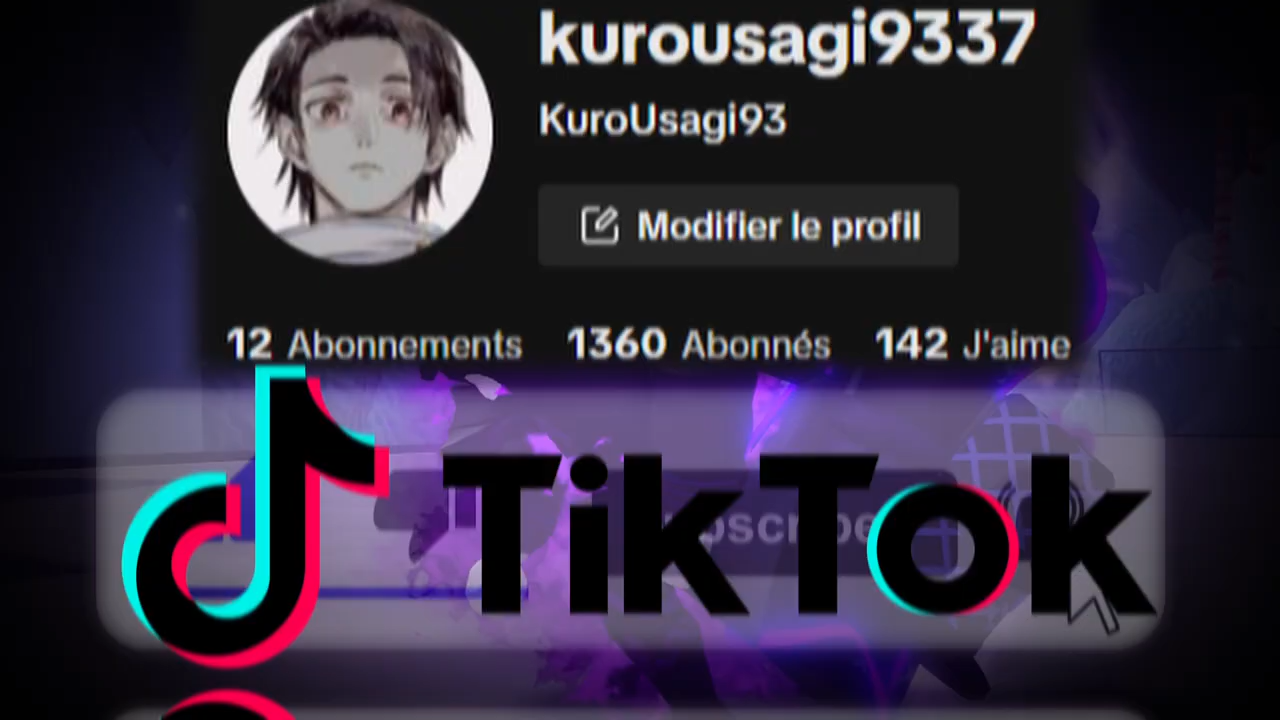 kurousagi9337
KuroUsagi93
Modifier le profil
12 Abonnements 1360 Abonnés 142 J'aime
TikTok